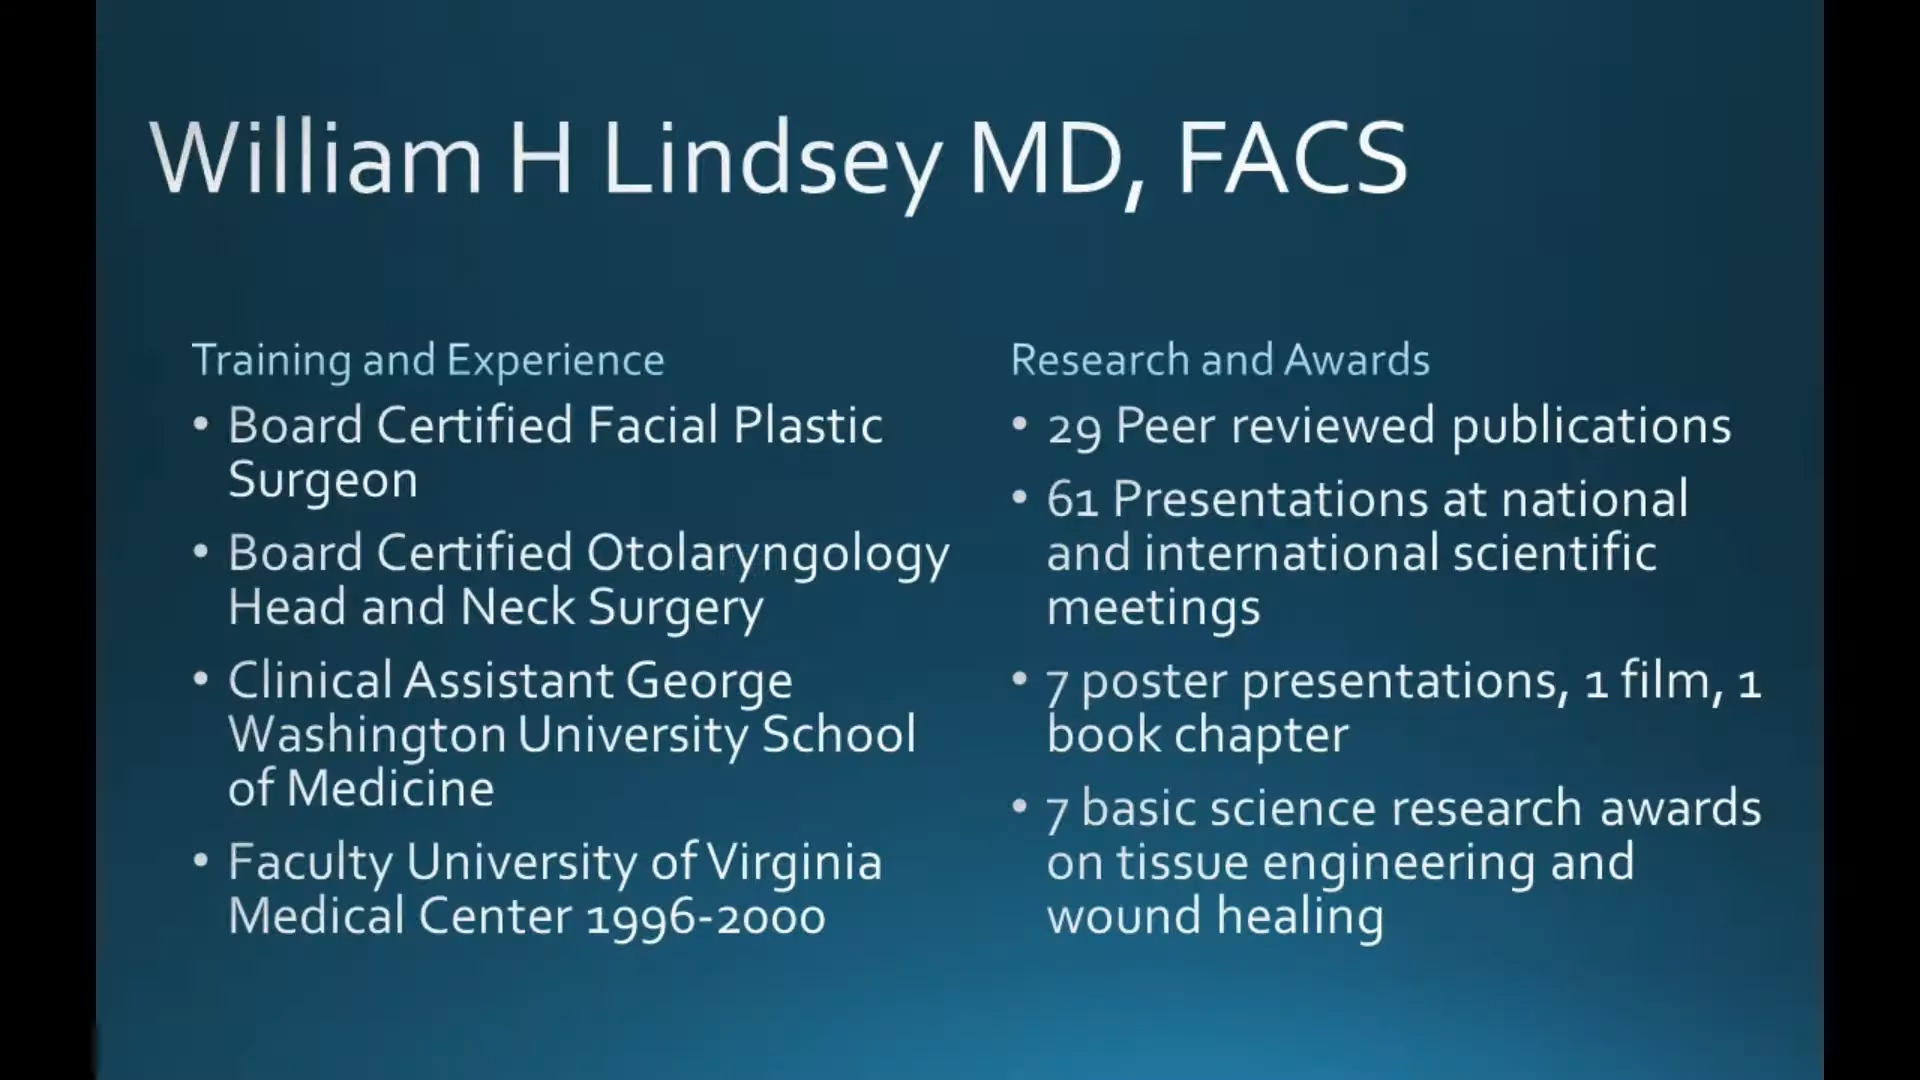 William H Lindsey MD, FACS
Training and Experience
• Board Certified Facial Plastic
Surgeon
• Board Certified Otolaryngology
Head and Neck Surgery
• Clinical Assistant George
Washington University School
of Medicine
• Faculty University of Virginia
Medical Center 1996-2000
Research and Awards
• 29 Peer reviewed publications
• 61 Presentations at national
and international scientific
meetings
• 7 poster presentations, 1 film, 1
book chapter
• 7 basic science research awards
on tissue engineering and
wound healing